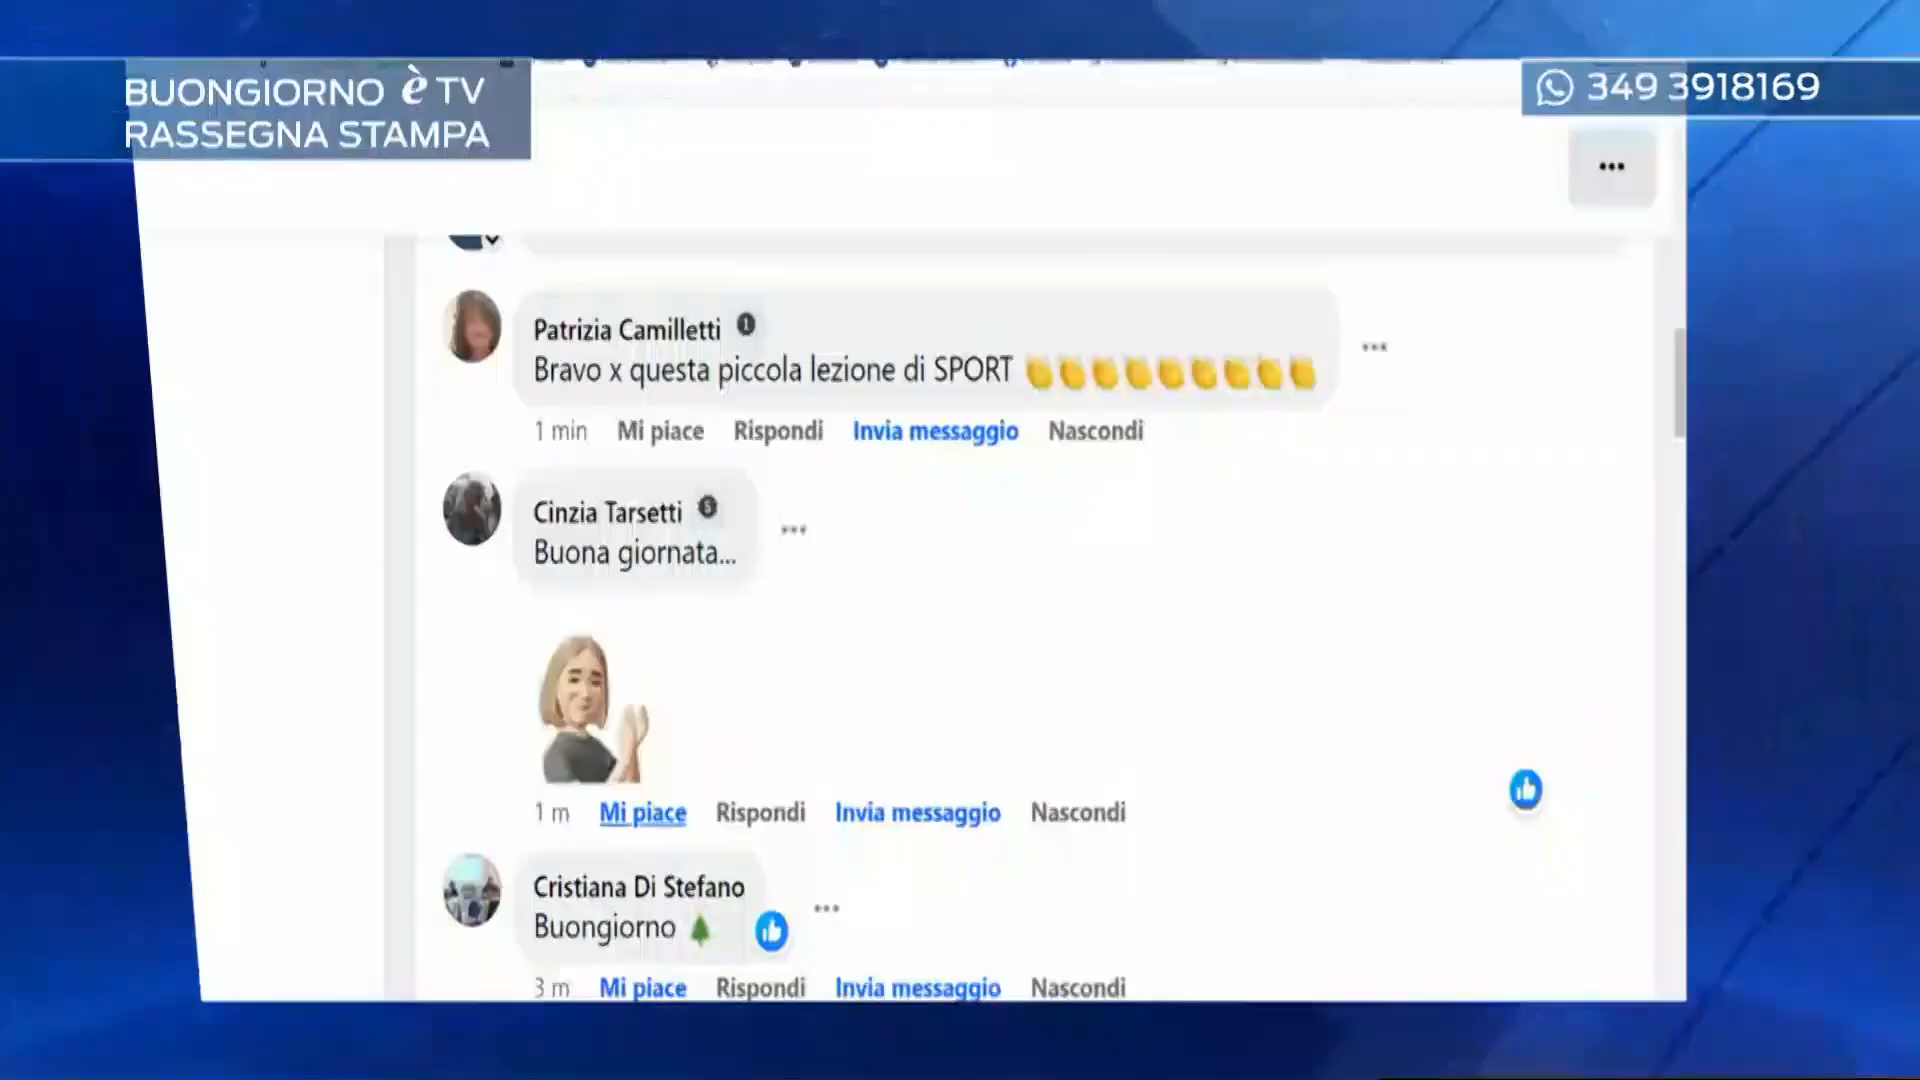 BUONGIORNO è TV
RASSEGNA STAMPA
349 3918169
Patrizia Camilletti
Bravo x questa piccola lezione di SPORT 👏👏👏👏👏👏👏👏👏
1 min Mi piace Rispondi Invia messaggio Nascondi
Cinzia Tarsetti
Buona giornata...
1 m Mi piace Rispondi Invia messaggio Nascondi
Cristiana Di Stefano
Buongiorno 🌲
3 m Mi piace Rispondi Invia messaggio Nascondi